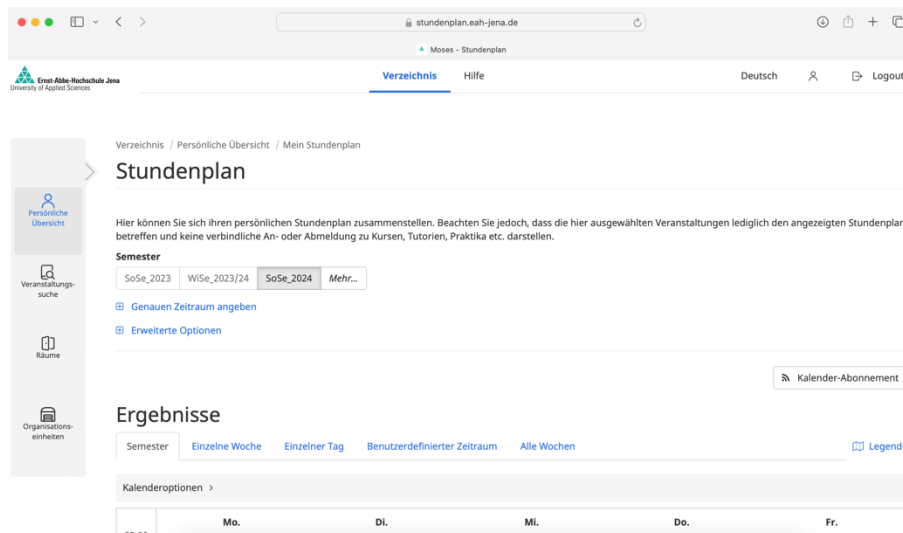 stundenplan.eah-jena.de
Moses – Stundenplan
Ernst-Abbe-Hochschule Jena
University of Applied Sciences
Verzeichnis Hilfe Deutsch Logout
Verzeichnis / Persönliche Übersicht / Mein Stundenplan
Stundenplan
Persönliche
Übersicht
Veranstaltungs-
suche
Räume
Organisations-
einheiten
Hier können Sie sich ihren persönlichen Stundenplan zusammenstellen. Beachten Sie jedoch, dass die hier ausgewählten Veranstaltungen lediglich den angezeigten Stundenplan
betreffen und keine verbindliche An- oder Abmeldung zu Kursen, Tutorien, Praktika etc. darstellen.
Semester
SoSe_2023 WiSe_2023/24 SoSe_2024 Mehr...
Genauen Zeitraum angeben
Erweiterte Optionen
Kalender-Abonnement
Ergebnisse
Semester Einzelne Woche Einzelner Tag Benutzerdefinierter Zeitraum Alle Wochen Legende
Kalenderoptionen >
Mo. Di. Mi. Do. Fr.